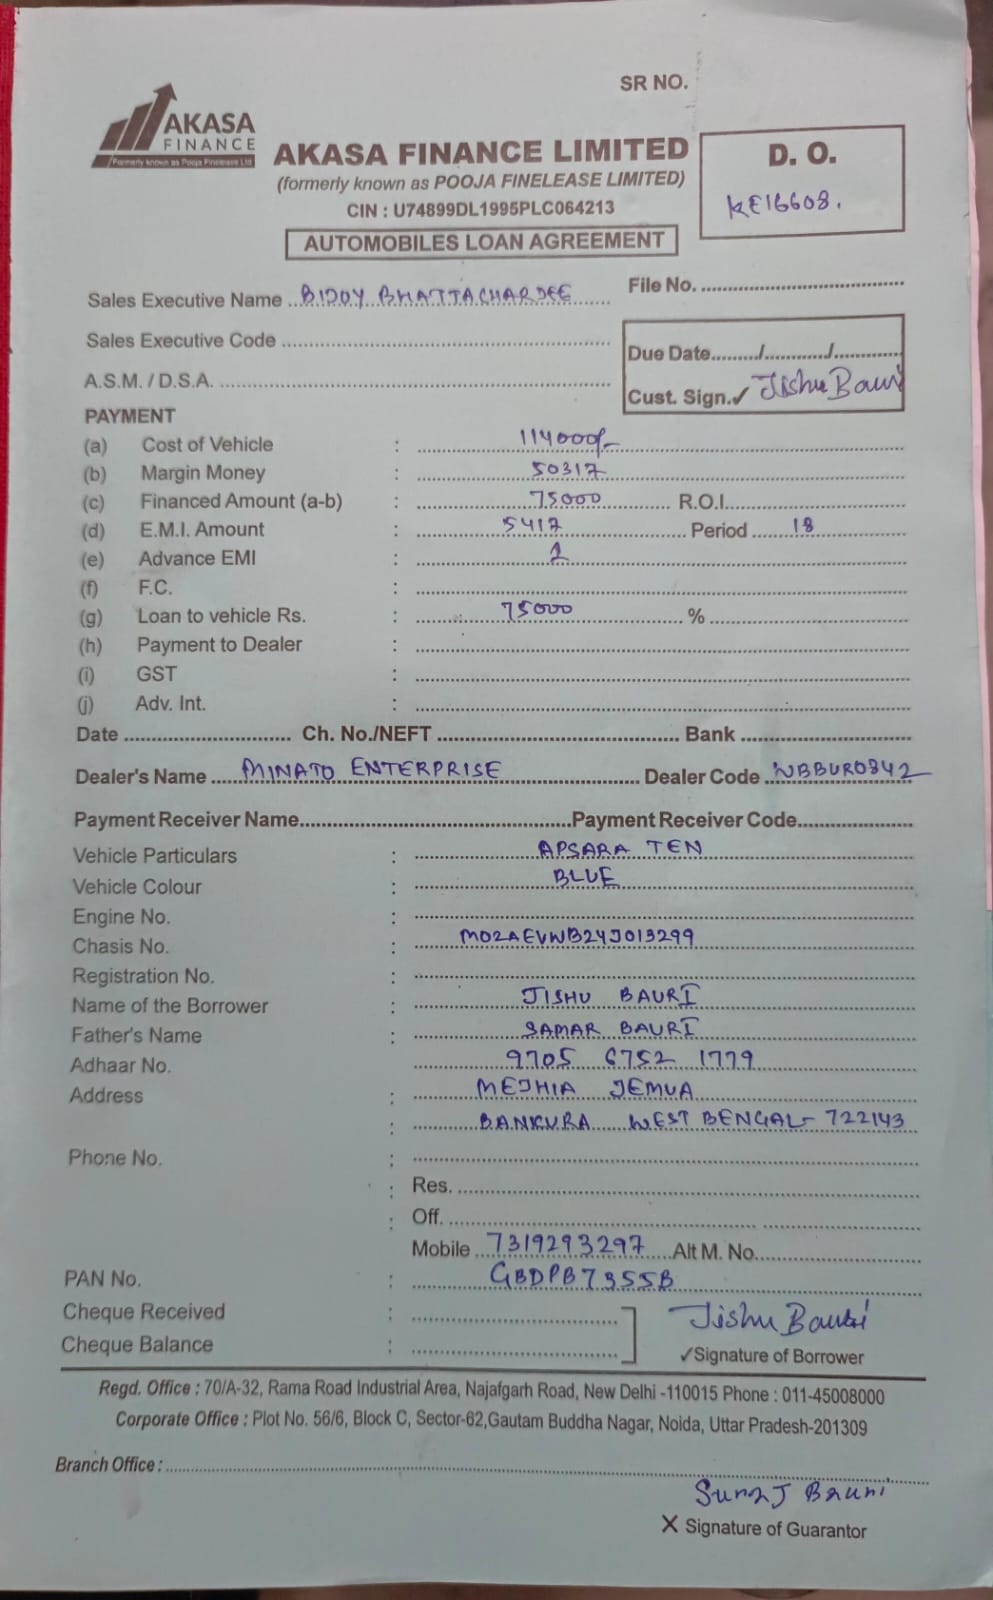 SR NO.
AKASA
FINANCE
Formerly known as Pooja Finelease Ltd
AKASA FINANCE LIMITED
(formerly known as POOJA FINELEASE LIMITED)
CIN : U74899DL1995PLC064213
AUTOMOBILES LOAN AGREEMENT
D. O.
KE16608.
Sales Executive Name BIJOY BHATTACHARJEE
File No.
Sales Executive Code
A.S.M. / D.S.A.
Due Date / /
Cust. Sign.✓ Jishu Bauri
PAYMENT
(a) Cost of Vehicle : 114000/-
(b) Margin Money : 50317
(c) Financed Amount (a-b) : 75000 R.O.I.
(d) E.M.I. Amount : 5417 Period 18
(e) Advance EMI : 2
(f) F.C. :
(g) Loan to vehicle Rs. : 75000 %
(h) Payment to Dealer :
(i) GST :
(j) Adv. Int. :
Date Ch. No./NEFT Bank
Dealer's Name MINATO ENTERPRISE Dealer Code WBBUR0342
Payment Receiver Name Payment Receiver Code
Vehicle Particulars : APSARA TEN
Vehicle Colour : BLUE
Engine No. :
Chasis No. : M02AEVWB24J013299
Registration No. :
Name of the Borrower : JISHU BAURI
Father's Name : SAMAR BAURI
Adhaar No. 9705 6752 1779
Address : MEJHIA JEMUA
: BANKURA WEST BENGAL- 722143
Phone No. :
: Res.
: Off.
Mobile 7319293297 Alt M. No.
PAN No. : GBDPB7355B
Cheque Received :
Cheque Balance :
Jishu Bauri
✓Signature of Borrower
Regd. Office : 70/A-32, Rama Road Industrial Area, Najafgarh Road, New Delhi -110015 Phone : 011-45008000
Corporate Office : Plot No. 56/6, Block C, Sector-62,Gautam Buddha Nagar, Noida, Uttar Pradesh-201309
Branch Office :
Suraj Bauri
X Signature of Guarantor